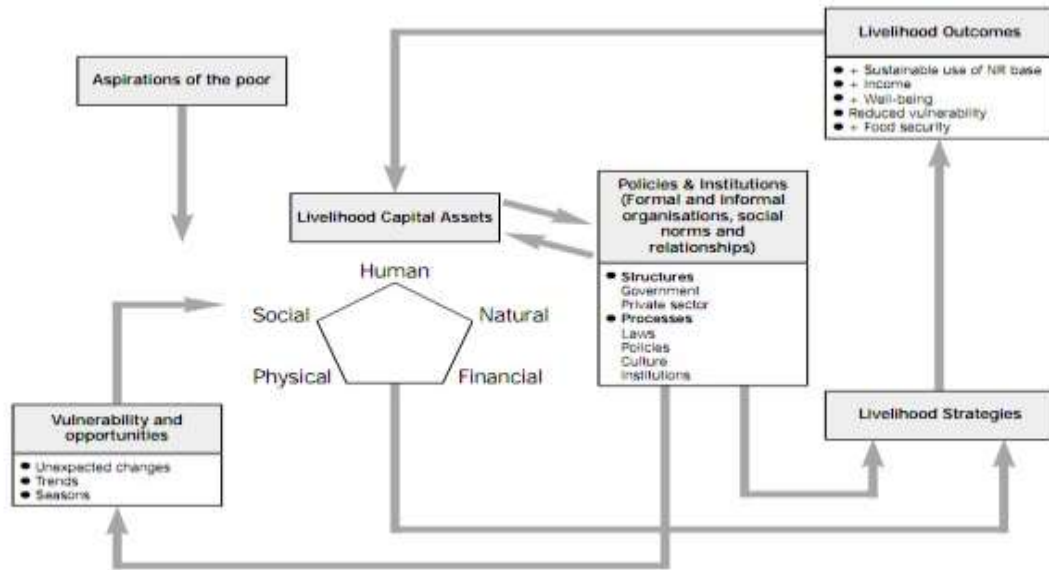 Aspirations of the poor
Livelihood Outcomes
● + Sustainable use of NR base
● + Income
● + Well-being
● Reduced vulnerability
● + Food security
Livelihood Capital Assets
Policies & Institutions
(Formal and informal
organisations, social
norms and
relationships)
● Structures
Government
Private sector
● Processes
Laws
Policies
Culture
Institutions
Human
Social
Natural
Physical
Financial
Vulnerability and
opportunities
● Unexpected changes
● Trends
● Seasons
Livelihood Strategies